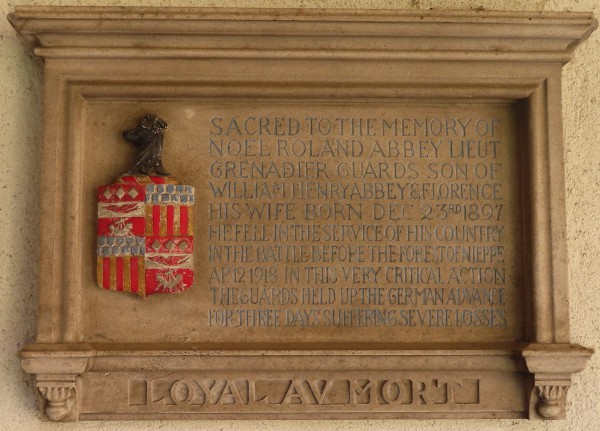 SACRED TO THE MEMORY OF
NOEL ROLAND ABBEY LIEUT
GRENADIER GUARDS SON OF
WILLIAM HENRY ABBEY & FLORENCE
HIS WIFE BORN DEC 23RD 1897
HE FELL IN THE SERVICE OF HIS COUNTRY
IN THE BATTLE BEFORE THE FOREST OF NIEPPE
AP 12 1918 IN THIS VERY CRITICAL ACTION
THE GUARDS HELD UP THE GERMAN ADVANCE
FOR THREE DAYS SUFFERING SEVERE LOSSES
LOYAL AV MORT